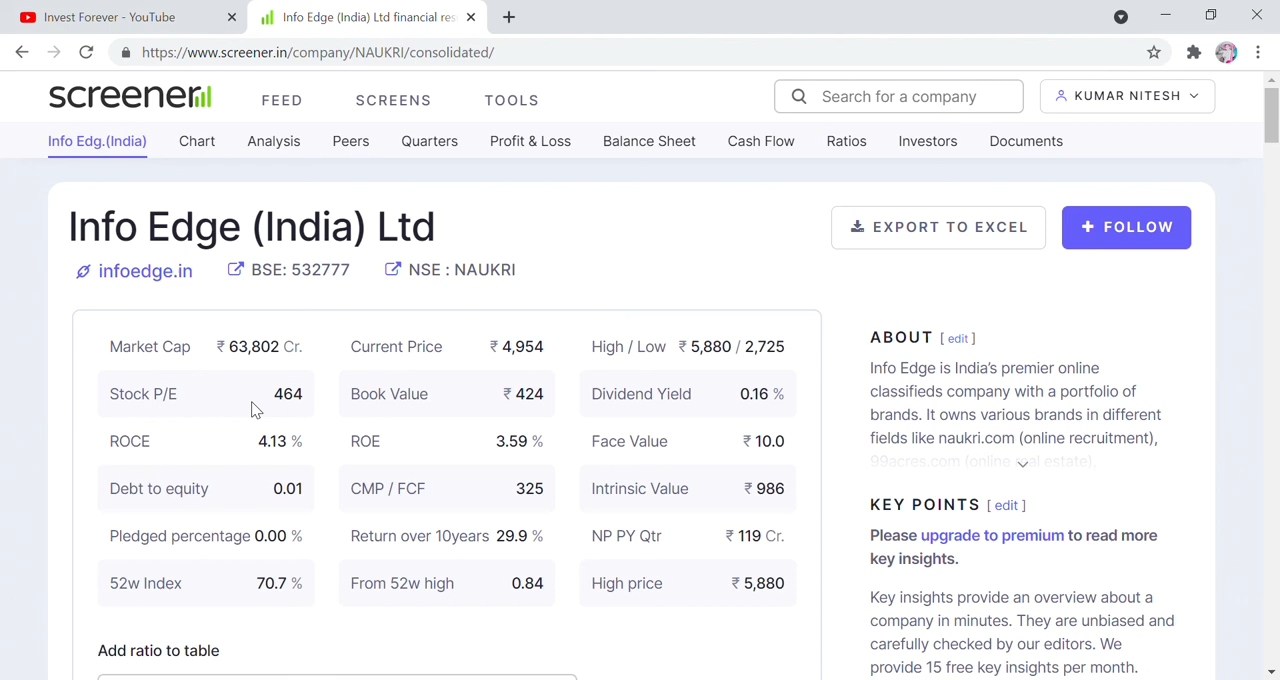 Invest Forever - YouTube
Info Edge (India) Ltd financial res
https://www.screener.in/company/NAUKRI/consolidated/
screener
FEED SCREENS TOOLS
Search for a company
KUMAR NITESH
Info Edg.(India) Chart Analysis Peers Quarters Profit & Loss Balance Sheet Cash Flow Ratios Investors Documents
Info Edge (India) Ltd
EXPORT TO EXCEL
+ FOLLOW
infoedge.in BSE: 532777 NSE : NAUKRI
Market Cap ₹ 63,802 Cr. Current Price ₹ 4,954 High / Low ₹ 5,880 / 2,725
Stock P/E 464 Book Value ₹ 424 Dividend Yield 0.16 %
ROCE 4.13 % ROE 3.59 % Face Value ₹ 10.0
Debt to equity 0.01 CMP / FCF 325 Intrinsic Value ₹ 986
Pledged percentage 0.00 % Return over 10years 29.9 % NP PY Qtr ₹ 119 Cr.
52w Index 70.7 % From 52w high 0.84 High price ₹ 5,880
Add ratio to table
ABOUT [ edit ]
Info Edge is India's premier online
classifieds company with a portfolio of
brands. It owns various brands in different
fields like naukri.com (online recruitment),
99acres.com (online real estate),
KEY POINTS [ edit ]
Please upgrade to premium to read more
key insights.
Key insights provide an overview about a
company in minutes. They are unbiased and
carefully checked by our editors. We
provide 15 free key insights per month.